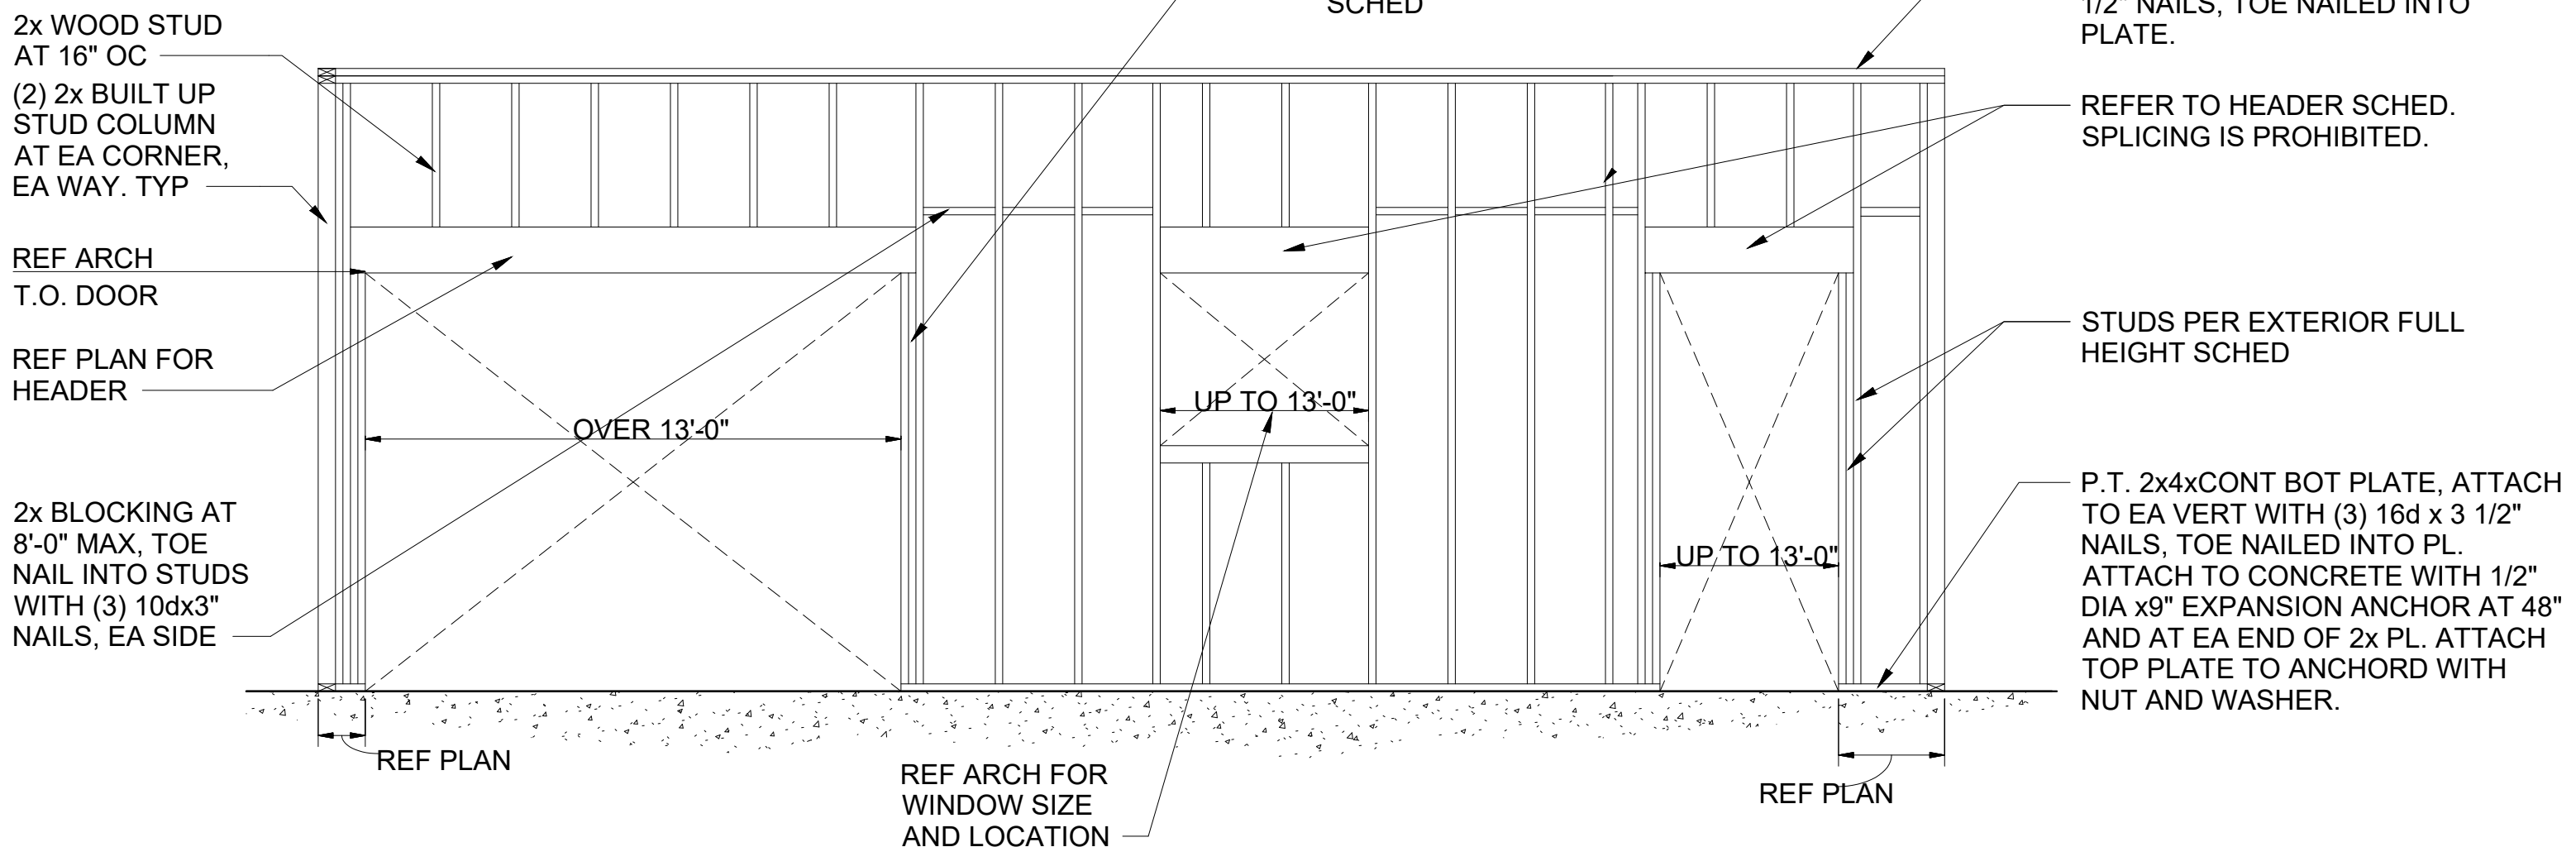 2x WOOD STUD
AT 16" OC
(2) 2x BUILT UP
STUD COLUMN
AT EA CORNER,
EA WAY. TYP
REF ARCH
T.O. DOOR
REF PLAN FOR
HEADER
2x BLOCKING AT
8'-0" MAX, TOE
NAIL INTO STUDS
WITH (3) 10dx3"
NAILS, EA SIDE
SCHED
OVER 13'-0"
UP TO 13'-0"
UP TO 13'-0"
REF PLAN
REF ARCH FOR
WINDOW SIZE
AND LOCATION
REF PLAN
1/2" NAILS, TOE NAILED INTO
PLATE.
REFER TO HEADER SCHED.
SPLICING IS PROHIBITED.
STUDS PER EXTERIOR FULL
HEIGHT SCHED
P.T. 2x4xCONT BOT PLATE, ATTACH
TO EA VERT WITH (3) 16d x 3 1/2"
NAILS, TOE NAILED INTO PL.
ATTACH TO CONCRETE WITH 1/2"
DIA x9" EXPANSION ANCHOR AT 48"
AND AT EA END OF 2x PL. ATTACH
TOP PLATE TO ANCHORD WITH
NUT AND WASHER.